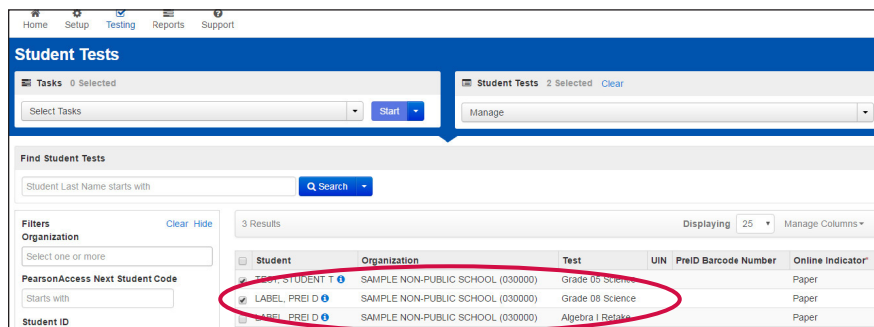 Home Setup Testing Reports Support
Student Tests
Tasks 0 Selected
Student Tests 2 Selected Clear
Select Tasks
Start
Manage
Find Student Tests
Student Last Name starts with
Search
Filters Clear Hide
3 Results Displaying 25 Manage Columns
Organization
Select one or more
Student Organization Test UIN PreID Barcode Number Online Indicator*
PearsonAccess Next Student Code
TEST, STUDENT T SAMPLE NON-PUBLIC SCHOOL (030000) Grade 05 Science Paper
Starts with
LABEL, PREI D SAMPLE NON-PUBLIC SCHOOL (030000) Grade 08 Science Paper
Student ID
LABEL, PREI D SAMPLE NON-PUBLIC SCHOOL (030000) Algebra I Retake Paper